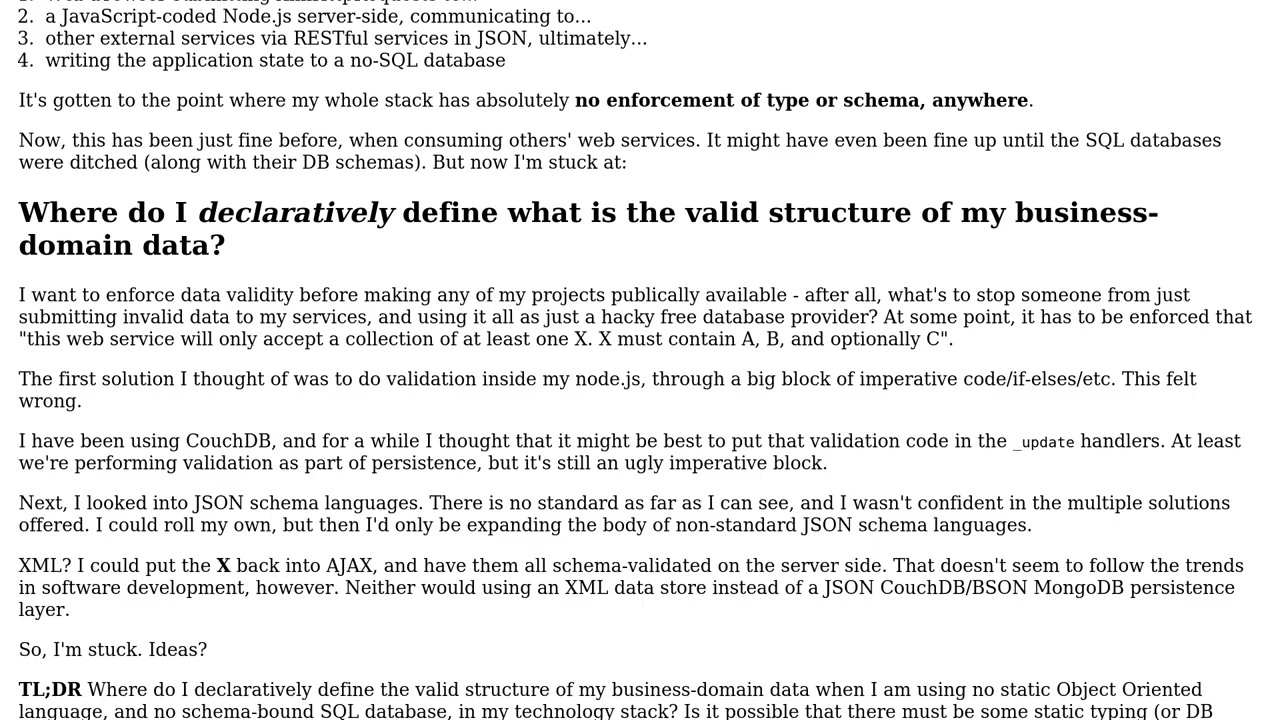 2. a JavaScript-coded Node.js server-side, communicating to...
3. other external services via RESTful services in JSON, ultimately...
4. writing the application state to a no-SQL database
It's gotten to the point where my whole stack has absolutely no enforcement of type or schema, anywhere.
Now, this has been just fine before, when consuming others' web services. It might have even been fine up until the SQL databases
were ditched (along with their DB schemas). But now I'm stuck at:
Where do I declaratively define what is the valid structure of my business-
domain data?
I want to enforce data validity before making any of my projects publically available - after all, what's to stop someone from just
submitting invalid data to my services, and using it all as just a hacky free database provider? At some point, it has to be enforced that
"this web service will only accept a collection of at least one X. X must contain A, B, and optionally C".
The first solution I thought of was to do validation inside my node.js, through a big block of imperative code/if-elses/etc. This felt
wrong.
I have been using CouchDB, and for a while I thought that it might be best to put that validation code in the _update handlers. At least
we're performing validation as part of persistence, but it's still an ugly imperative block.
Next, I looked into JSON schema languages. There is no standard as far as I can see, and I wasn't confident in the multiple solutions
offered. I could roll my own, but then I'd only be expanding the body of non-standard JSON schema languages.
XML? I could put the X back into AJAX, and have them all schema-validated on the server side. That doesn't seem to follow the trends
in software development, however. Neither would using an XML data store instead of a JSON CouchDB/BSON MongoDB persistence
layer.
So, I'm stuck. Ideas?
TL;DR Where do I declaratively define the valid structure of my business-domain data when I am using no static Object Oriented
language, and no schema-bound SQL database, in my technology stack? Is it possible that there must be some static typing (or DB